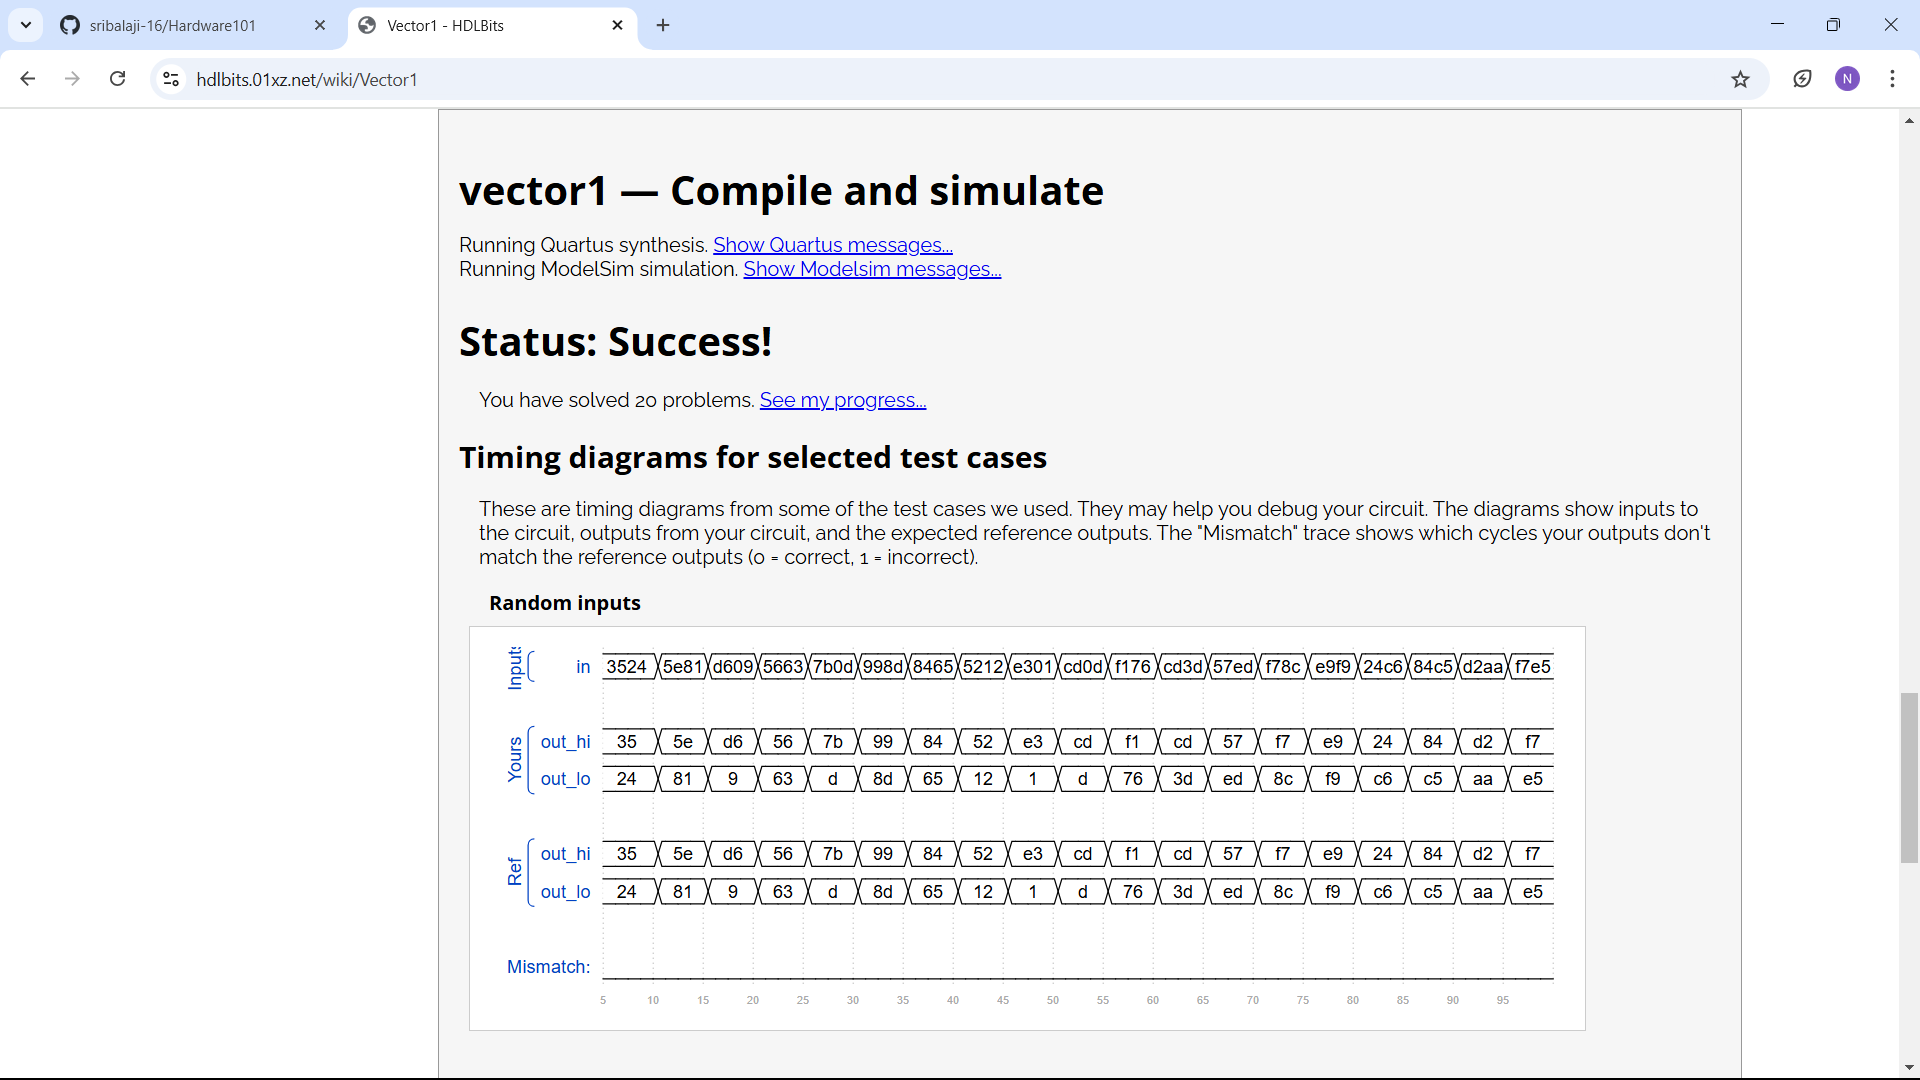 sribalaji-16/Hardware101
Vector1 - HDLBits
hdlbits.01xz.net/wiki/Vector1
N
vector1 — Compile and simulate
Running Quartus synthesis. Show Quartus messages...
Running ModelSim simulation. Show Modelsim messages...
Status: Success!
You have solved 20 problems. See my progress...
Timing diagrams for selected test cases
These are timing diagrams from some of the test cases we used. They may help you debug your circuit. The diagrams show inputs to
the circuit, outputs from your circuit, and the expected reference outputs. The "Mismatch" trace shows which cycles your outputs don't
match the reference outputs (0 = correct, 1 = incorrect).
Random inputs
Inputs
in 3524 5e81 d609 5663 7b0d 998d 8465 5212 e301 cd0d f176 cd3d 57ed f78c e9f9 24c6 84c5 d2aa f7e5
Yours
out_hi 35 5e d6 56 7b 99 84 52 e3 cd f1 cd 57 f7 e9 24 84 d2 f7
out_lo 24 81 9 63 d 8d 65 12 1 d 76 3d ed 8c f9 c6 c5 aa e5
Ref
out_hi 35 5e d6 56 7b 99 84 52 e3 cd f1 cd 57 f7 e9 24 84 d2 f7
out_lo 24 81 9 63 d 8d 65 12 1 d 76 3d ed 8c f9 c6 c5 aa e5
Mismatch:
5 10 15 20 25 30 35 40 45 50 55 60 65 70 75 80 85 90 95